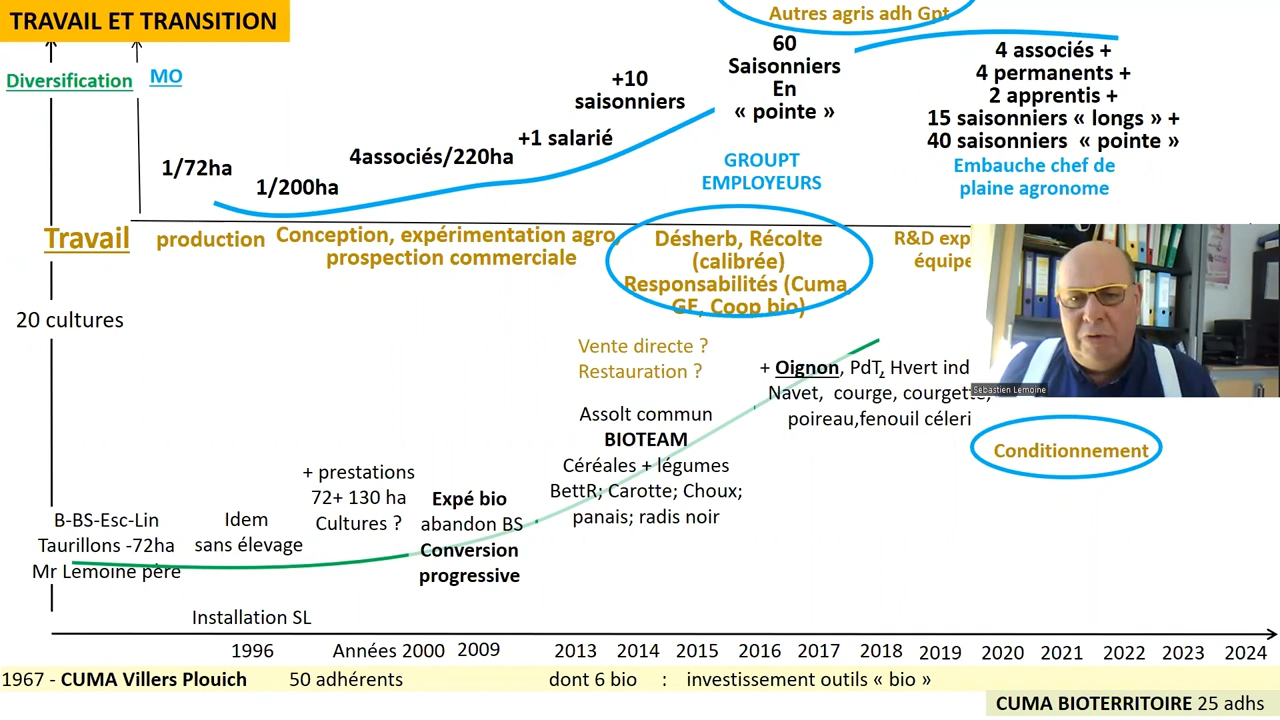 TRAVAIL ET TRANSITION
Autres agris adh Gpt
Diversification
MO
1/72ha
1/200ha
4associés/220ha
+1 salarié
+10
saisonniers
60
Saisonniers
En
« pointe »
GROUPT
EMPLOYEURS
4 associés +
4 permanents +
2 apprentis +
15 saisonniers « longs » +
40 saisonniers « pointe »
Embauche chef de
plaine agronome
Travail
production
Conception, expérimentation agro,
prospection commerciale
Désherb, Récolte
(calibrée)
Responsabilités (Cuma,
GE, Coop bio)
R&D exp
équipe
20 cultures
Vente directe ?
Restauration ?
+ Oignon, PdT, Hvert ind
Navet, courge, courgette,
poireau,fenouil céleri
Sebastien Lemoine
Conditionnement
Assolt commun
BIOTEAM
Céréales + légumes
BettR; Carotte; Choux;
panais; radis noir
+ prestations
72+ 130 ha
Cultures ?
Expé bio
abandon BS
Conversion
progressive
B-BS-Esc-Lin
Taurillons -72ha
Mr Lemoine père
Idem
sans élevage
Installation SL
1996 Années 2000 2009 2013 2014 2015 2016 2017 2018 2019 2020 2021 2022 2023 2024
1967 - CUMA Villers Plouich 50 adhérents dont 6 bio : investissement outils « bio »
CUMA BIOTERRITOIRE 25 adhs